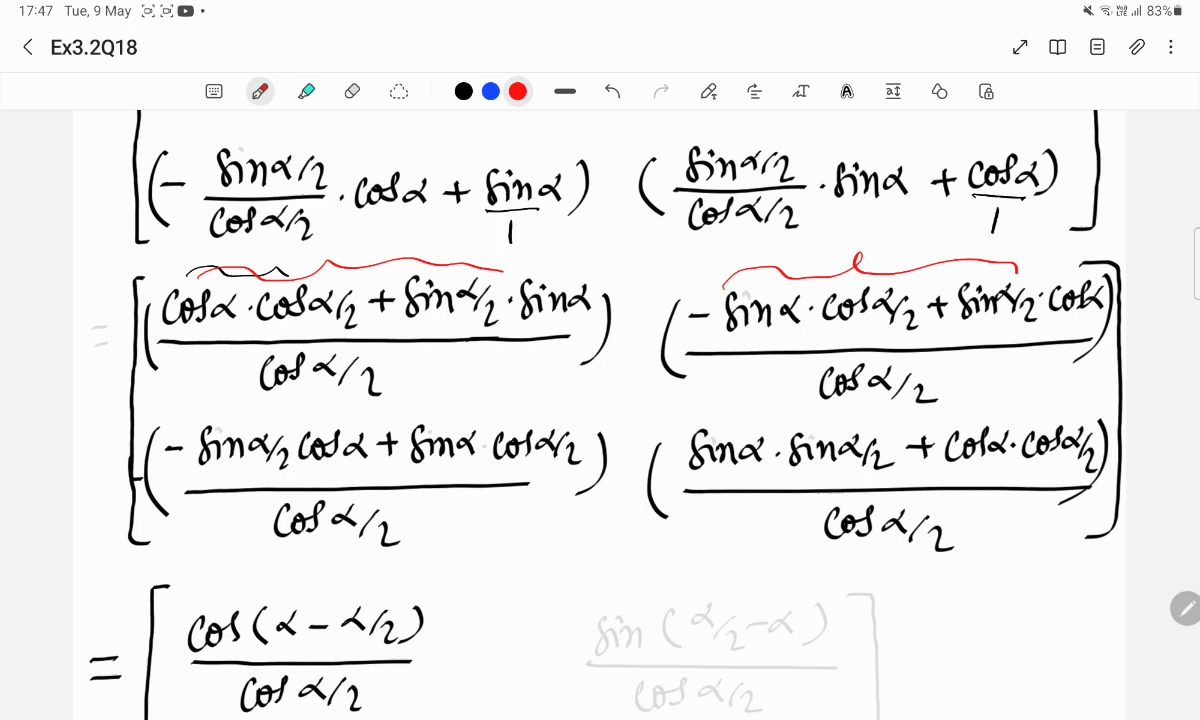 17:47 Tue, 9 May 83%
Ex3.2Q18
(- sinα/2 / cosα/2 . cosα + sinα / 1) (sinα/2 / cosα/2 . sinα + cosα / 1)
= [(cosα . cosα/2 + sinα/2 . sinα) (- sinα . cosα/2 + sinα/2 . cosα)
cosα/2 cosα/2
(- sinα/2 cosα + sinα . cosα/2) (sinα . sinα/2 + cosα . cosα/2)]
cosα/2 cosα/2
= [cos(α - α/2) sin(α/2 - α)]
cosα/2 cosα/2